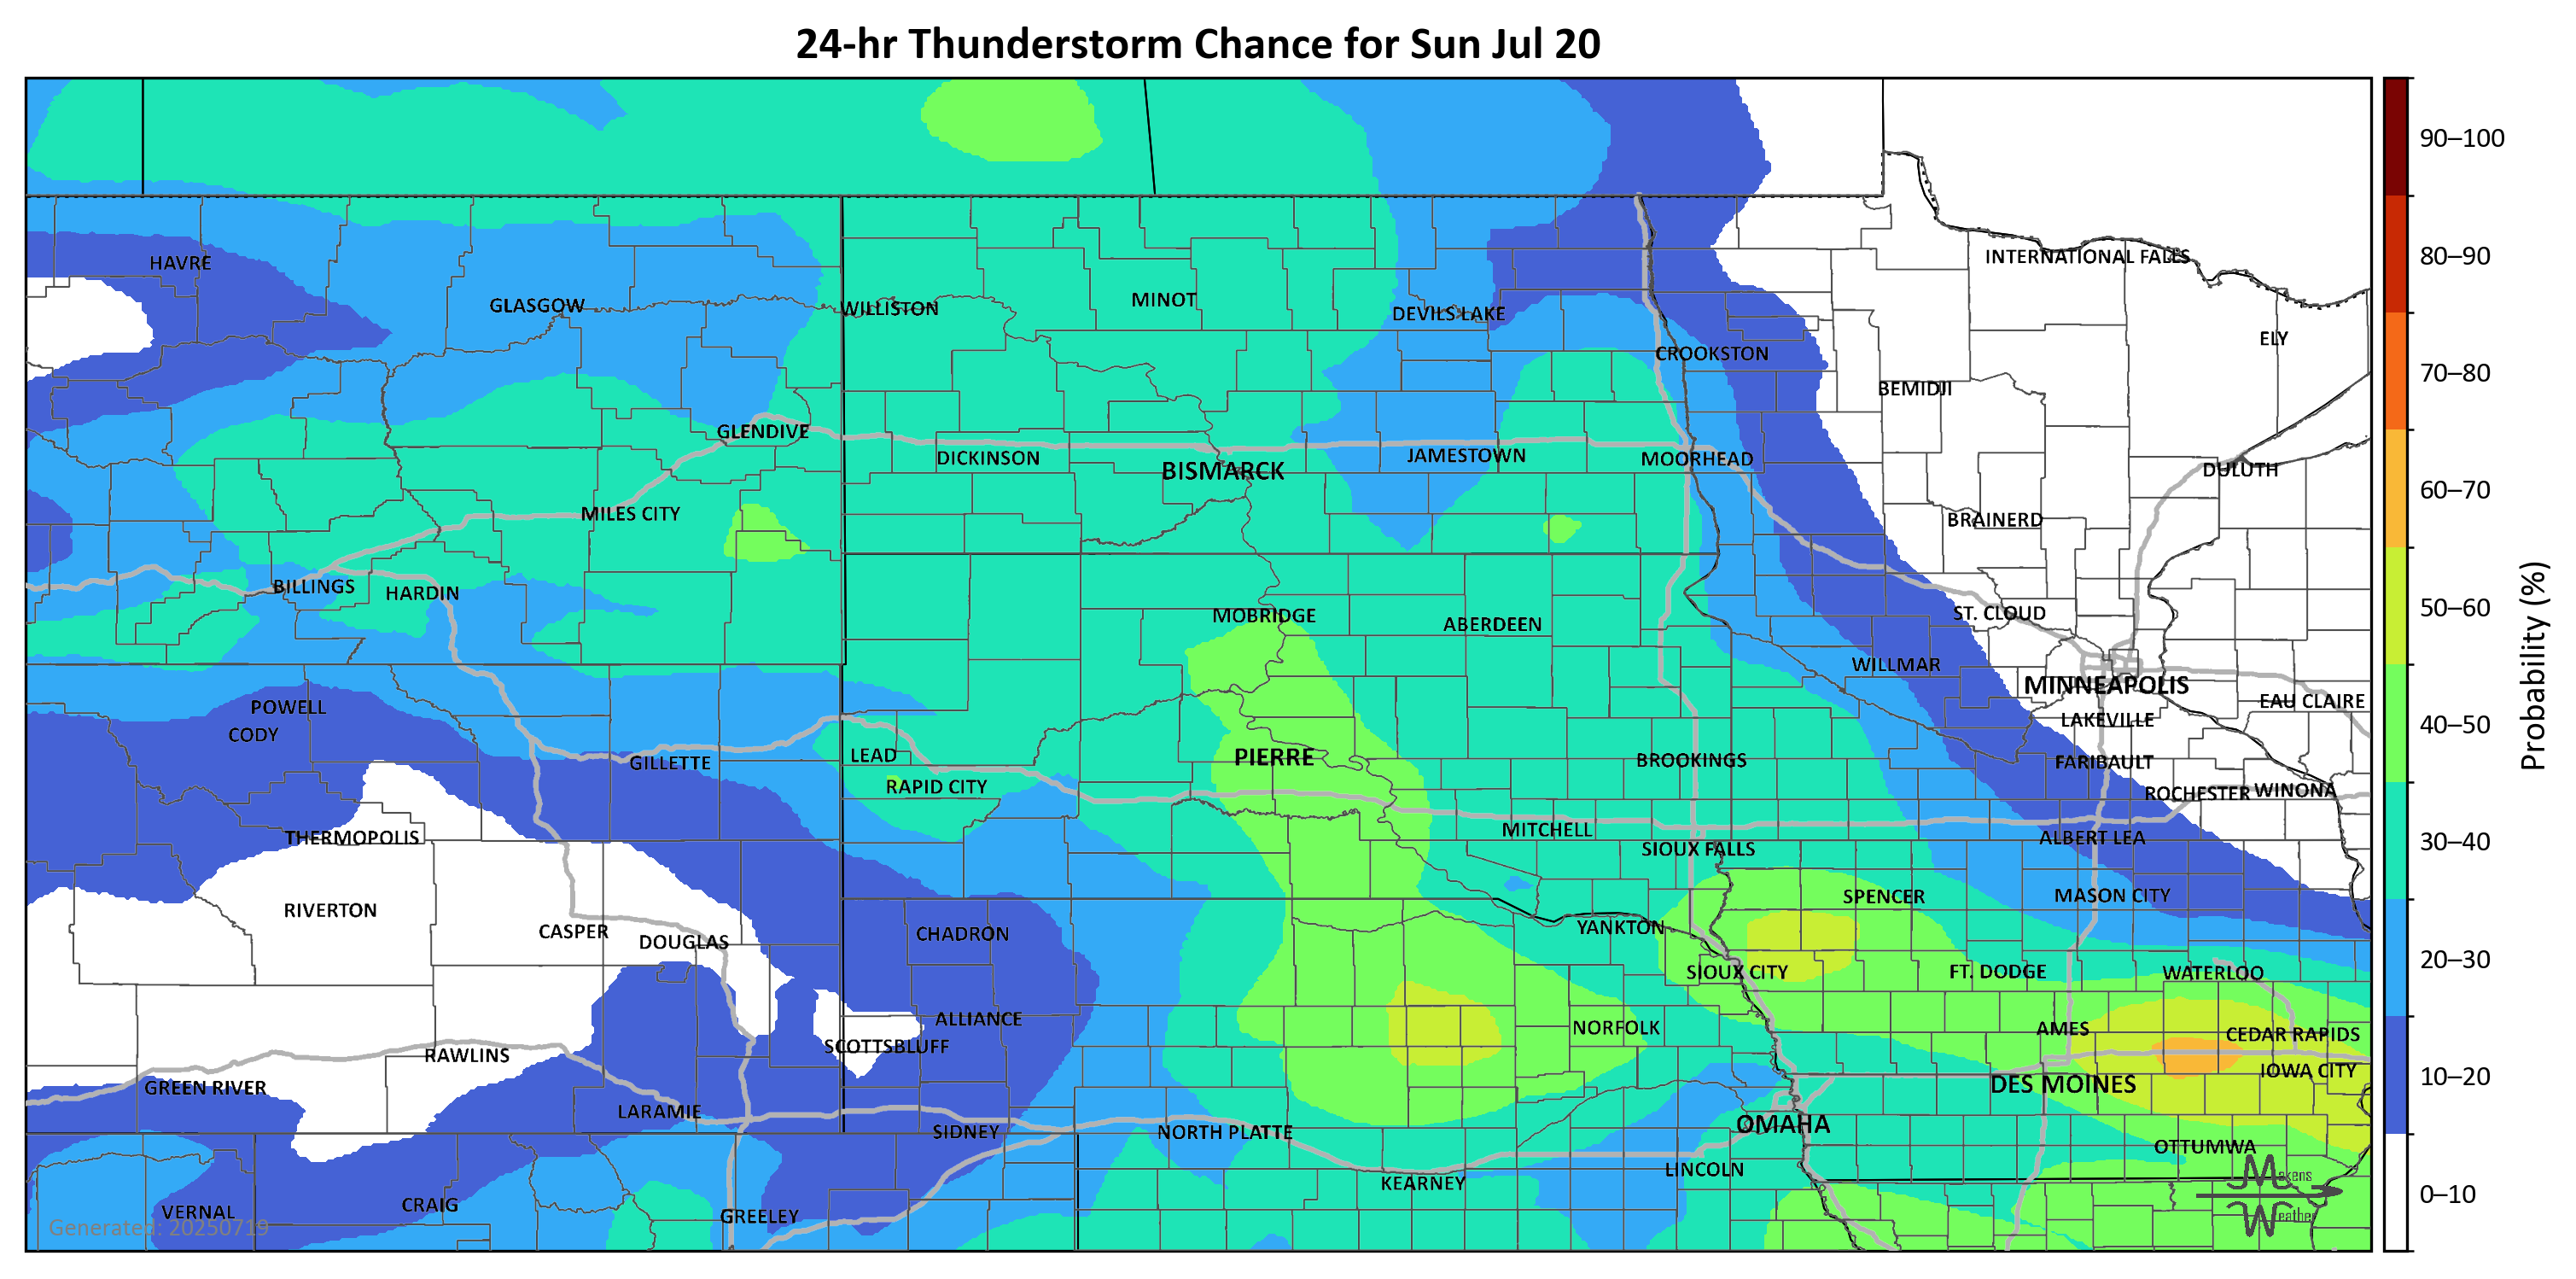 24-hr Thunderstorm Chance for Sun Jul 20
90–100
80–90
70–80
60–70
50–60
40–50
30–40
20–30
10–20
0–10
Probability (%)
HAVRE
INTERNATIONAL FALLS
GLASGOW
WILLISTON
MINOT
DEVILS LAKE
ELY
CROOKSTON
BEMIDJI
GLENDIVE
DICKINSON
BISMARCK
JAMESTOWN
MOORHEAD
DULUTH
MILES CITY
BRAINERD
BILLINGS
HARDIN
MOBRIDGE
ABERDEEN
ST. CLOUD
WILLMAR
MINNEAPOLIS
EAU CLAIRE
POWELL
LAKEVILLE
CODY
LEAD
PIERRE
BROOKINGS
GILLETTE
FARIBAULT
RAPID CITY
ROCHESTER
WINONA
THERMOPOLIS
MITCHELL
ALBERT LEA
SIOUX FALLS
RIVERTON
SPENCER
MASON CITY
CASPER
DOUGLAS
CHADRON
YANKTON
SIOUX CITY
FT. DODGE
WATERLOO
ALLIANCE
NORFOLK
AMES
CEDAR RAPIDS
SCOTTSBLUFF
RAWLINS
GREEN RIVER
DES MOINES
IOWA CITY
LARAMIE
SIDNEY
NORTH PLATTE
OMAHA
OTTUMWA
LINCOLN
KEARNEY
VERNAL
CRAIG
GREELEY
Makens
Weather
Generated: 20250719